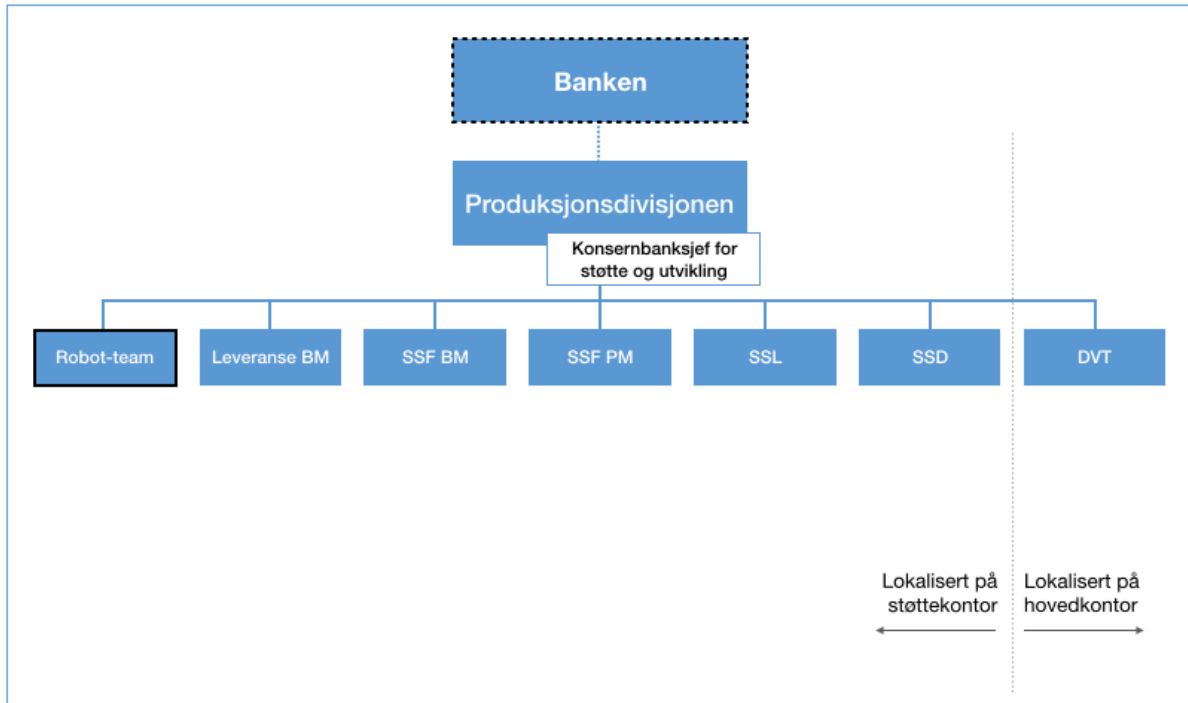 Banken
Produksjonsdivisjonen
Konsernbanksjef for
støtte og utvikling
Robot-team
Leveranse BM
SSF BM
SSF PM
SSL
SSD
DVT
Lokalisert på
støttekontor
Lokalisert på
hovedkontor